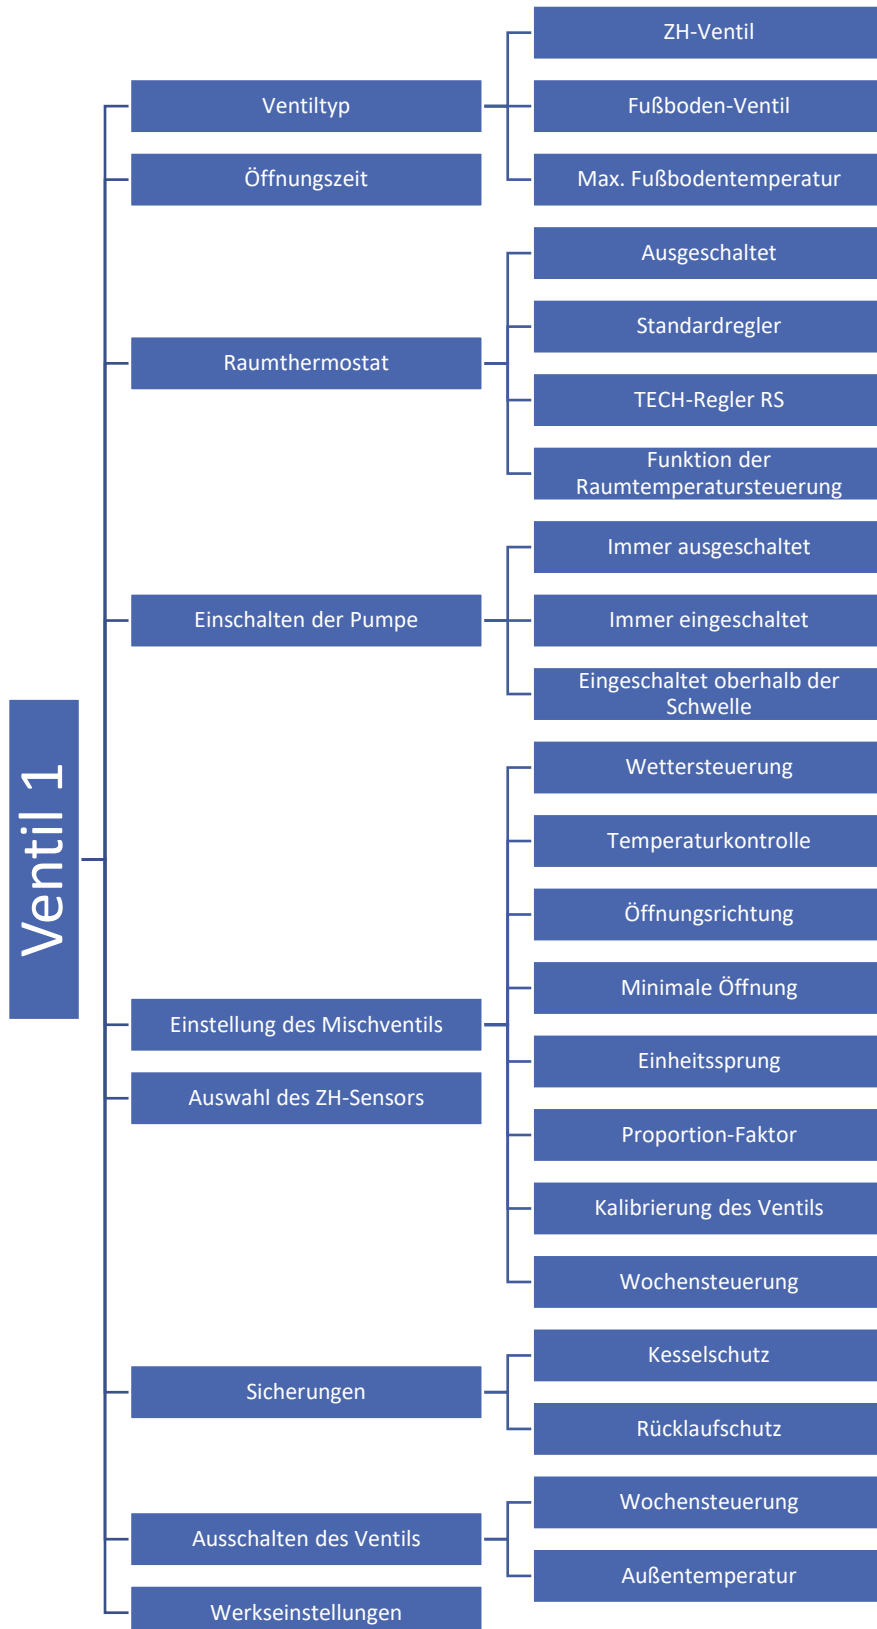 Ventil 1
Ventiltyp
ZH-Ventil
Fußboden-Ventil
Max. Fußbodentemperatur
Öffnungszeit
Raumthermostat
Ausgeschaltet
Standardregler
TECH-Regler RS
Funktion der
Raumtemperatursteuerung
Einschalten der Pumpe
Immer ausgeschaltet
Immer eingeschaltet
Eingeschaltet oberhalb der
Schwelle
Einstellung des Mischventils
Wettersteuerung
Temperaturkontrolle
Öffnungsrichtung
Minimale Öffnung
Einheitssprung
Proportion-Faktor
Kalibrierung des Ventils
Wochensteuerung
Auswahl des ZH-Sensors
Sicherungen
Kesselschutz
Rücklaufschutz
Ausschalten des Ventils
Wochensteuerung
Außentemperatur
Werkseinstellungen